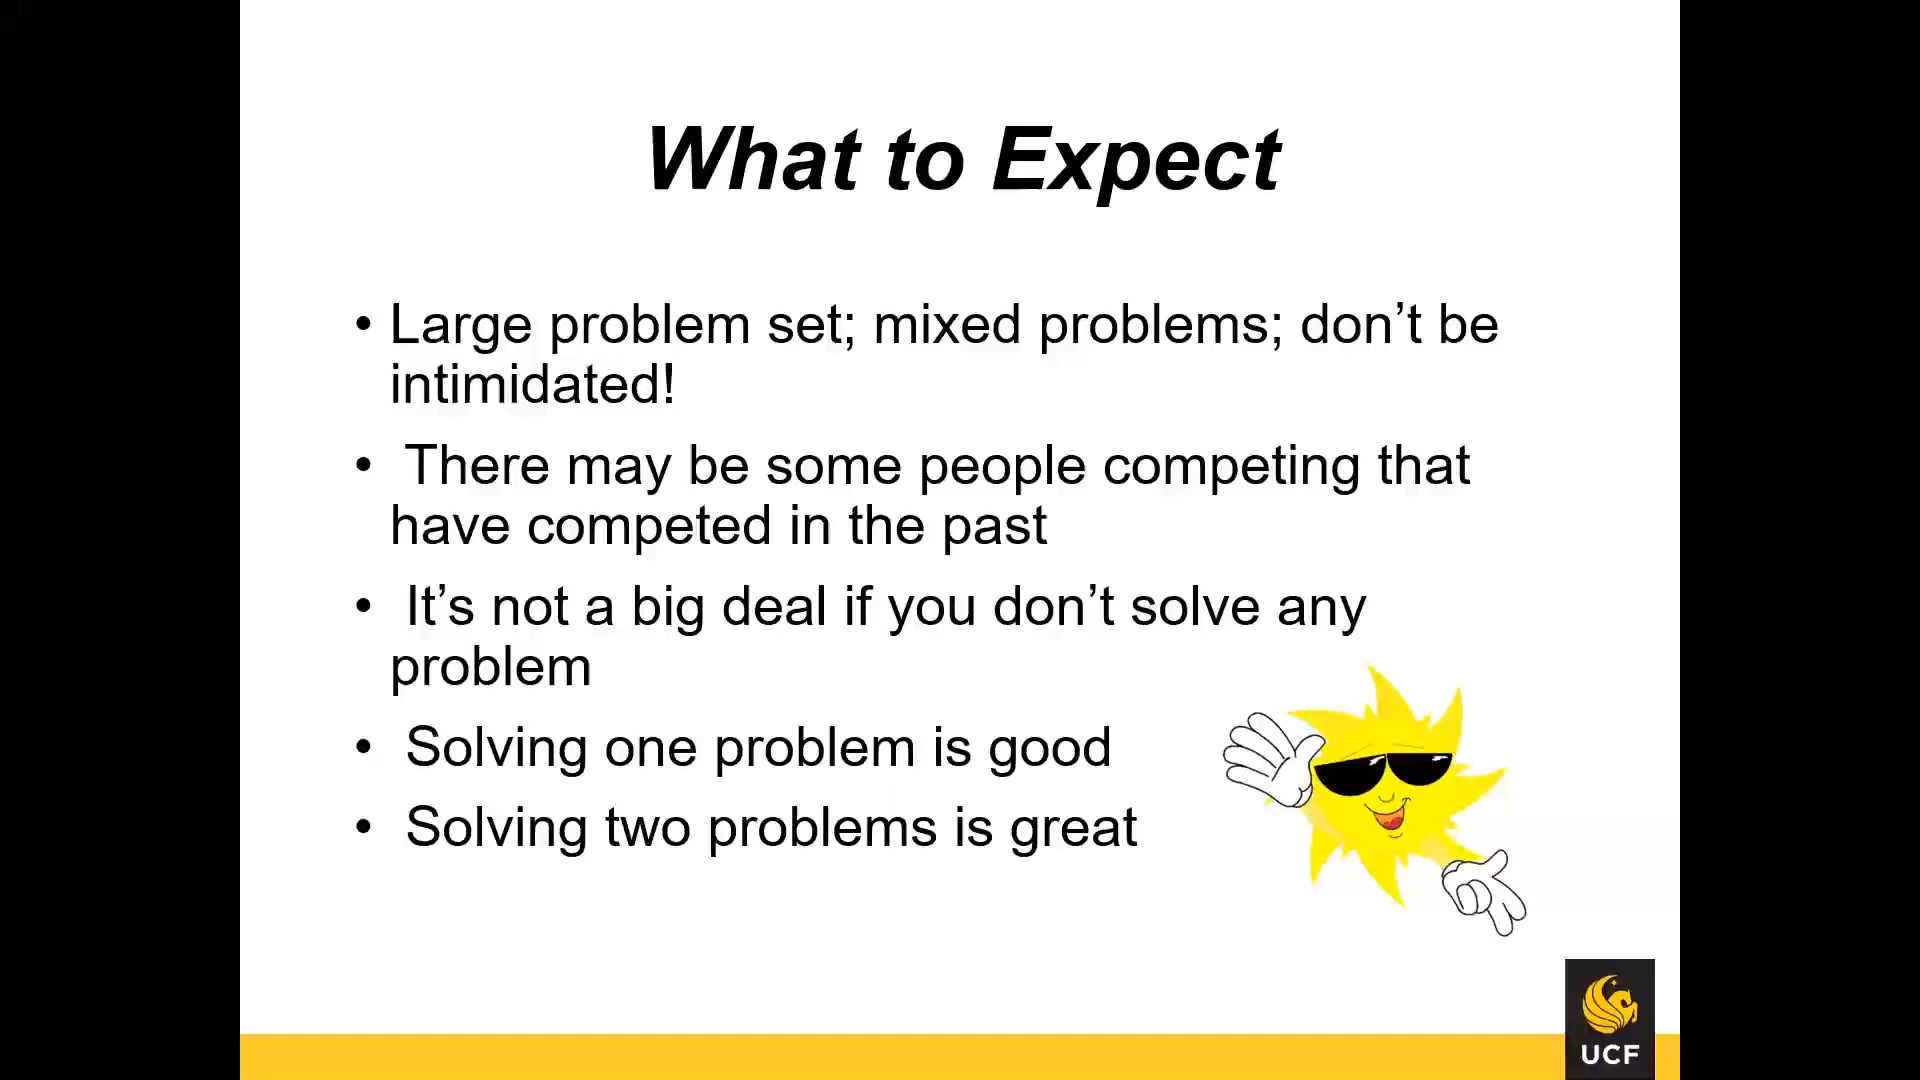 What to Expect
• Large problem set; mixed problems; don’t be
intimidated!
• There may be some people competing that
have competed in the past
• It’s not a big deal if you don’t solve any
problem
• Solving one problem is good
• Solving two problems is great
UCF